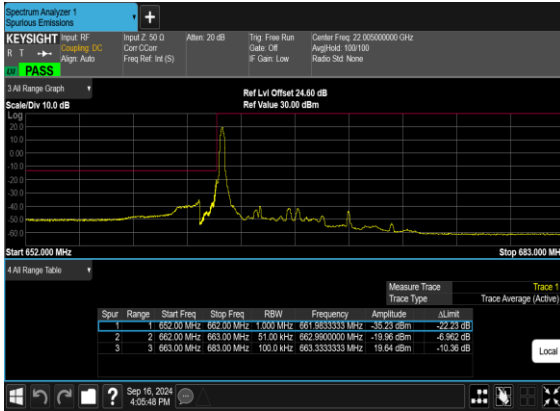 Spectrum Analyzer 1
Spurious Emissions
KEYSIGHT Input: RF Input Z: 50 Ω Atten: 20 dB Trig: Free Run Center Freq: 22.005000000 GHz
R T Coupling: DC Corr CCorr Gate: Off Avg|Hold: 100/100
Align: Auto Freq Ref: Int (S) IF Gain: Low Radio Std: None
PASS
3 All Range Graph
Ref Lvl Offset 24.60 dB
Scale/Div 10.0 dB Ref Value 30.00 dBm
Log
20.0
10.0
0.00
-10.0
-20.0
-30.0
-40.0
-50.0
-60.0
Start 652.000 MHz Stop 683.000 MH
4 All Range Table
Measure Trace Trace 1
Trace Type Trace Average (Active)
Spur Range Start Freq Stop Freq RBW Frequency Amplitude ΔLimit
1 1 652.00 MHz 662.00 MHz 1.000 MHz 661.9833333 MHz -35.23 dBm -22.23 dB
2 2 662.00 MHz 663.00 MHz 51.00 kHz 662.9900000 MHz -19.96 dBm -6.962 dB
3 3 663.00 MHz 683.00 MHz 100.0 kHz 663.3333333 MHz 19.64 dBm -10.36 dB
Local
Sep 16, 2024
4:05:48 PM